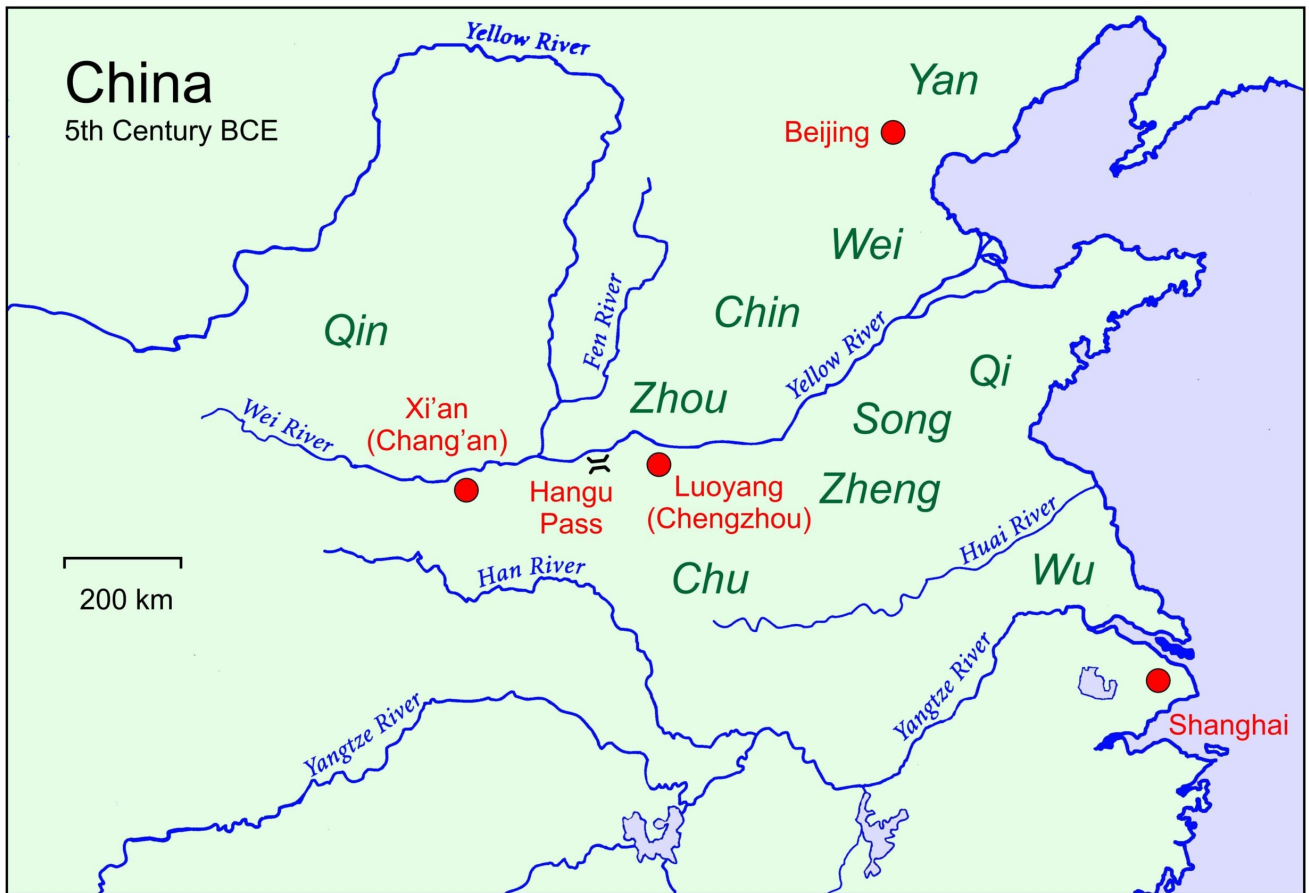 China
5th Century BCE
Yellow River
Yan
Beijing
Wei
Chin
Fen River
Qin
Yellow River
Qi
Zhou
Song
Wei River
Xi’an
(Chang’an)
Hangu
Pass
Luoyang
(Chengzhou)
Zheng
Huai River
200 km
Han River
Chu
Wu
Yangtze River
Yangtze River
Shanghai